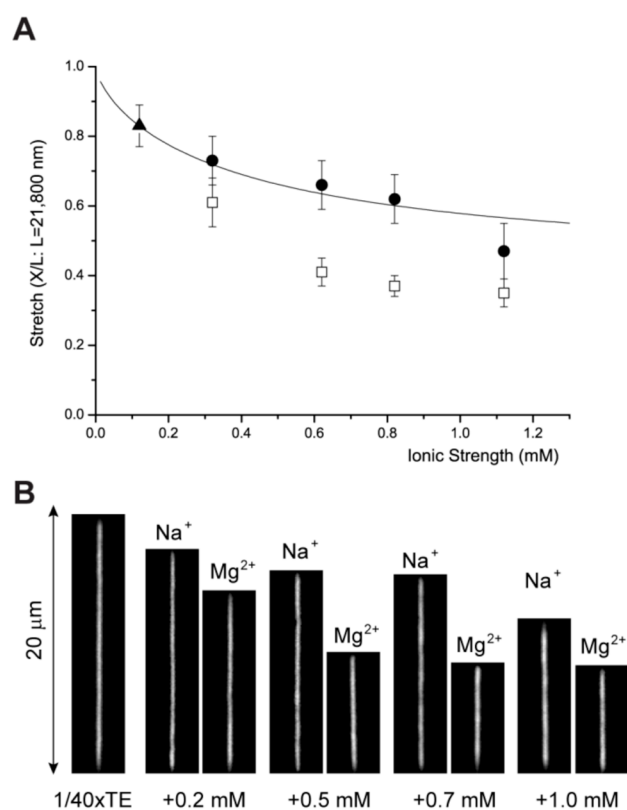 A
Stretch (X/L: L=21,800 nm)
1.0
0.8
0.6
0.4
0.2
0.0
0.0 0.2 0.4 0.6 0.8 1.0 1.2
Ionic Strength (mM)
B
20 μm
Na⁺ Mg²⁺ Na⁺ Mg²⁺ Na⁺ Mg²⁺ Na⁺ Mg²⁺
1/40xTE +0.2 mM +0.5 mM +0.7 mM +1.0 mM